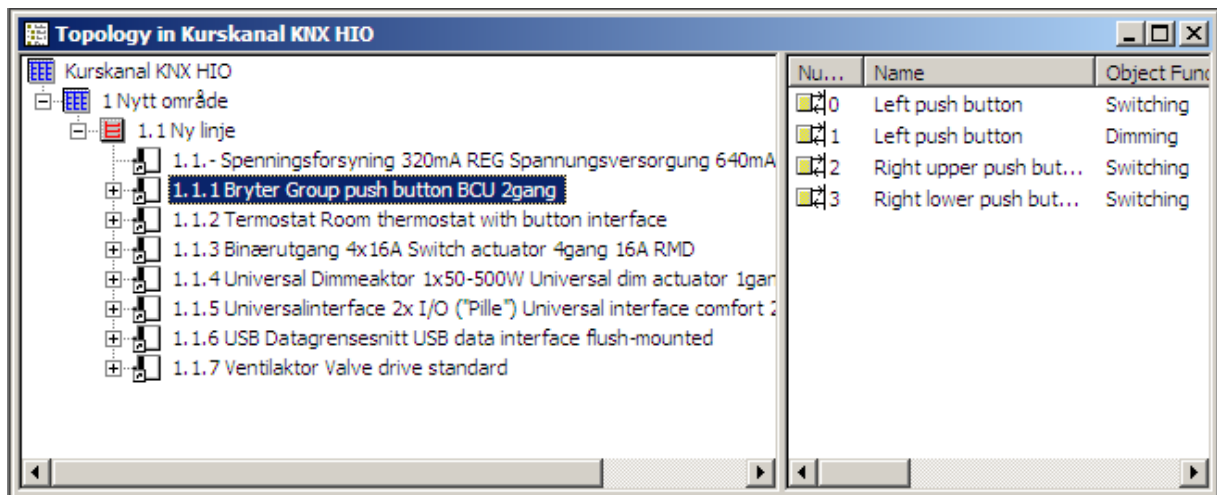 Topology in Kurskanal KNX HIO
Kurskanal KNX HIO
1 Nytt område
1.1 Ny linje
1.1.- Spenningsforsyning 320mA REG Spannungsversorgung 640mA
1.1.1 Bryter Group push button BCU 2gang
1.1.2 Termostat Room thermostat with button interface
1.1.3 Binærutgang 4x16A Switch actuator 4gang 16A RMD
1.1.4 Universal Dimmeaktor 1x50-500W Universal dim actuator 1gan
1.1.5 Universalinterface 2x I/O ("Pille") Universal interface comfort 2
1.1.6 USB Datagrensesnitt USB data interface flush-mounted
1.1.7 Ventilaktor Valve drive standard
Nu... Name Object Func
0 Left push button Switching
1 Left push button Dimming
2 Right upper push but... Switching
3 Right lower push but... Switching